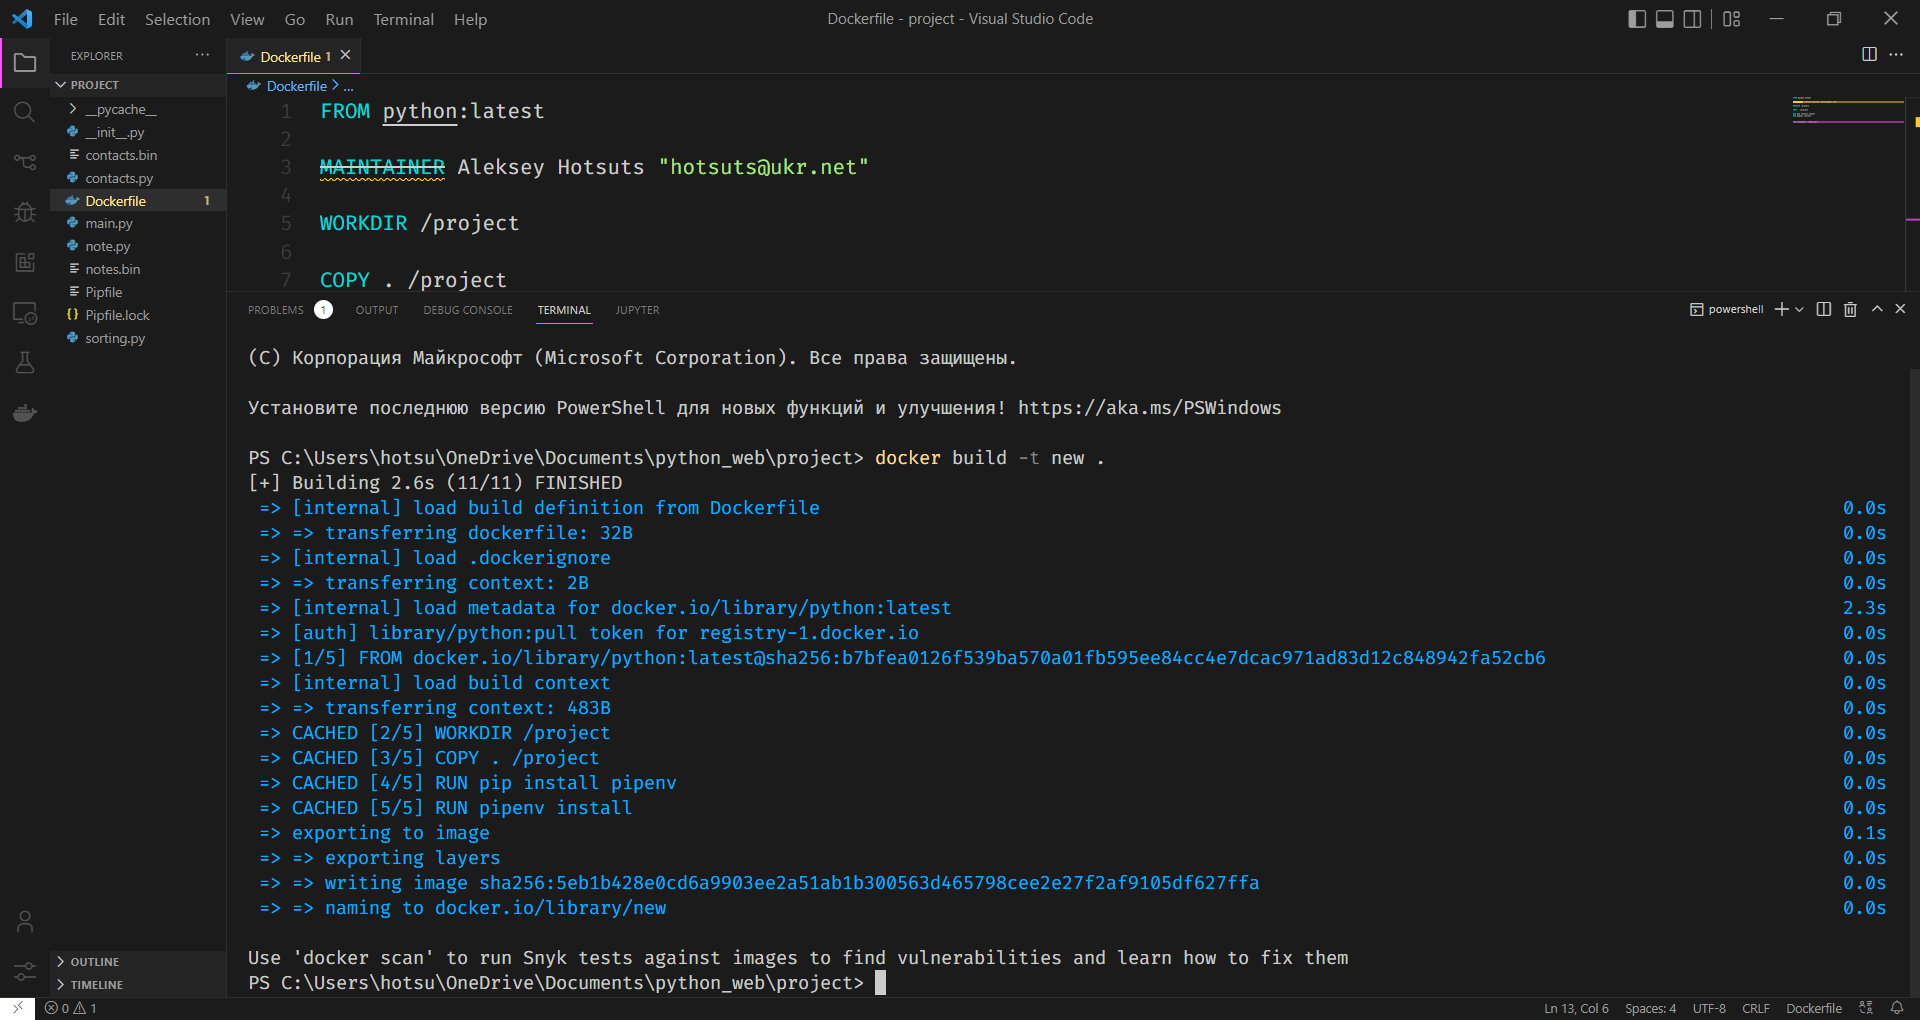 File Edit Selection View Go Run Terminal Help
Dockerfile - project - Visual Studio Code
EXPLORER
PROJECT
__pycache__
__init__.py
contacts.bin
contacts.py
Dockerfile 1
main.py
note.py
notes.bin
Pipfile
Pipfile.lock
sorting.py
OUTLINE
TIMELINE
Dockerfile 1
Dockerfile > ...
1 FROM python:latest
2
3 MAINTAINER Aleksey Hotsuts "hotsuts@ukr.net"
4
5 WORKDIR /project
6
7 COPY . /project
PROBLEMS 1 OUTPUT DEBUG CONSOLE TERMINAL JUPYTER
powershell
(C) Корпорация Майкрософт (Microsoft Corporation). Все права защищены.
Установите последнюю версию PowerShell для новых функций и улучшения! https://aka.ms/PSWindows
PS C:\Users\hotsu\OneDrive\Documents\python_web\project> docker build -t new .
[+] Building 2.6s (11/11) FINISHED
=> [internal] load build definition from Dockerfile 0.0s
=> => transferring dockerfile: 32B 0.0s
=> [internal] load .dockerignore 0.0s
=> => transferring context: 2B 0.0s
=> [internal] load metadata for docker.io/library/python:latest 2.3s
=> [auth] library/python:pull token for registry-1.docker.io 0.0s
=> [1/5] FROM docker.io/library/python:latest@sha256:b7bfea0126f539ba570a01fb595ee84cc4e7dcac971ad83d12c848942fa52cb6 0.0s
=> [internal] load build context 0.0s
=> => transferring context: 483B 0.0s
=> CACHED [2/5] WORKDIR /project 0.0s
=> CACHED [3/5] COPY . /project 0.0s
=> CACHED [4/5] RUN pip install pipenv 0.0s
=> CACHED [5/5] RUN pipenv install 0.0s
=> exporting to image 0.1s
=> => exporting layers 0.0s
=> => writing image sha256:5eb1b428e0cd6a9903ee2a51ab1b300563d465798cee2e27f2af9105df627ffa 0.0s
=> => naming to docker.io/library/new 0.0s
Use 'docker scan' to run Snyk tests against images to find vulnerabilities and learn how to fix them
PS C:\Users\hotsu\OneDrive\Documents\python_web\project>
0 1
Ln 13, Col 6 Spaces: 4 UTF-8 CRLF Dockerfile